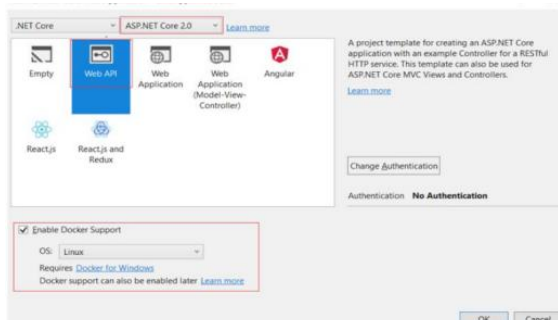 .NET Core
ASP.NET Core 2.0
Learn more
Empty
Web API
Web Application
Web Application (Model-View-Controller)
Angular
React.js
React.js and Redux
A project template for creating an ASP.NET Core
application with an example Controller for a RESTful
HTTP service. This template can also be used for
ASP.NET Core MVC Views and Controllers.
Learn more
Change Authentication
Authentication No Authentication
Enable Docker Support
OS: Linux
Requires Docker for Windows
Docker support can also be enabled later Learn more
OK
Cancel